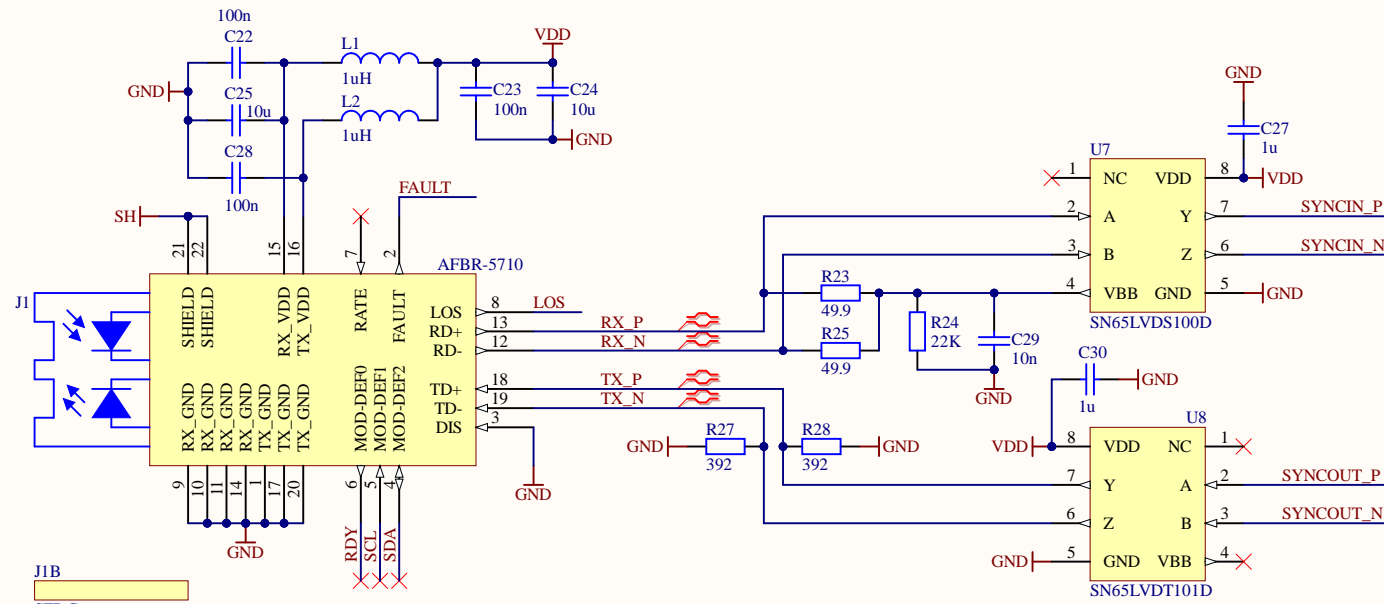 100n
C22
L1
1uH
VDD
GND
C25
10u
L2
1uH
C23
100n
C24
10u
GND
C28
100n
FAULT
SH
21
22
15
16
7
2
AFBR-5710
J1
SHIELD
SHIELD
RX_VDD
TX_VDD
RATE
FAULT
LOS
8
LOS
RD+
13
RX_P
RD-
12
RX_N
TD+
18
TX_P
TD-
19
TX_N
DIS
3
GND
RX_GND
RX_GND
RX_GND
RX_GND
TX_GND
TX_GND
TX_GND
MOD-DEF0
MOD-DEF1
MOD-DEF2
9
10
11
14
1
17
20
6
5
4
GND
RDY
SCL
SDA
J1B
GND
C27
1u
U7
1
NC
VDD
8
VDD
2
A
Y
7
SYNCIN_P
3
B
Z
6
SYNCIN_N
4
VBB
GND
5
GND
SN65LVDS100D
R23
49.9
R25
49.9
R24
22K
C29
10n
GND
C30
1u
GND
GND
R27
392
R28
392
GND
U8
VDD
8
VDD
NC
1
7
Y
A
2
SYNCOUT_P
6
Z
B
3
SYNCOUT_N
GND
5
GND
VBB
4
SN65LVDT101D